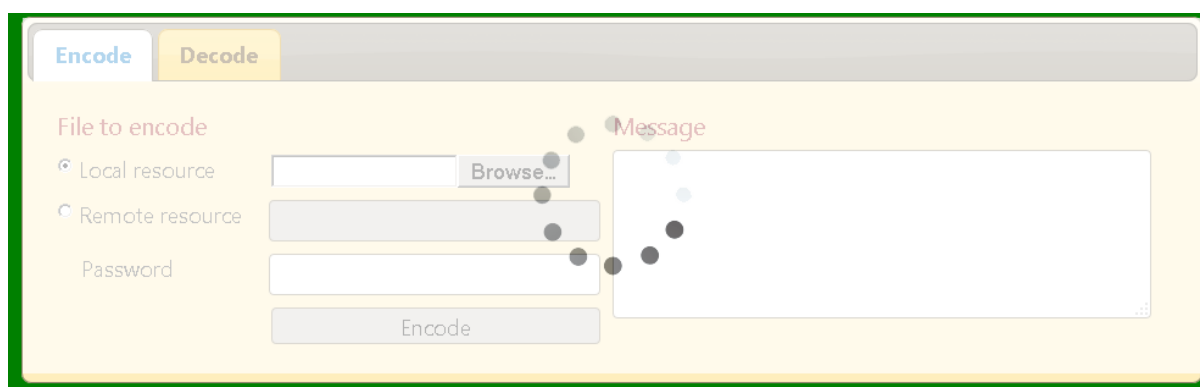 Encode Decode
File to encode
Local resource Browse...
Remote resource
Password
Encode
Message